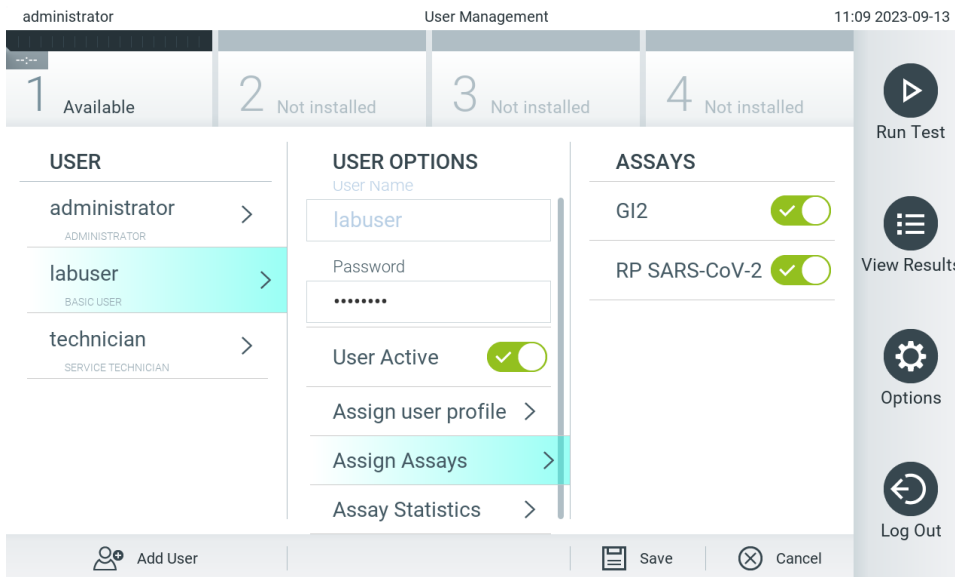 administrator
User Management
11:09 2023-09-13
--:--
1 Available
2 Not installed
3 Not installed
4 Not installed
Run Test
View Results
Options
Log Out
USER
administrator
ADMINISTRATOR
labuser
BASIC USER
technician
SERVICE TECHNICIAN
USER OPTIONS
User Name
labuser
Password
••••••••
User Active
Assign user profile
Assign Assays
Assay Statistics
ASSAYS
GI2
RP SARS-CoV-2
Add User
Save
Cancel